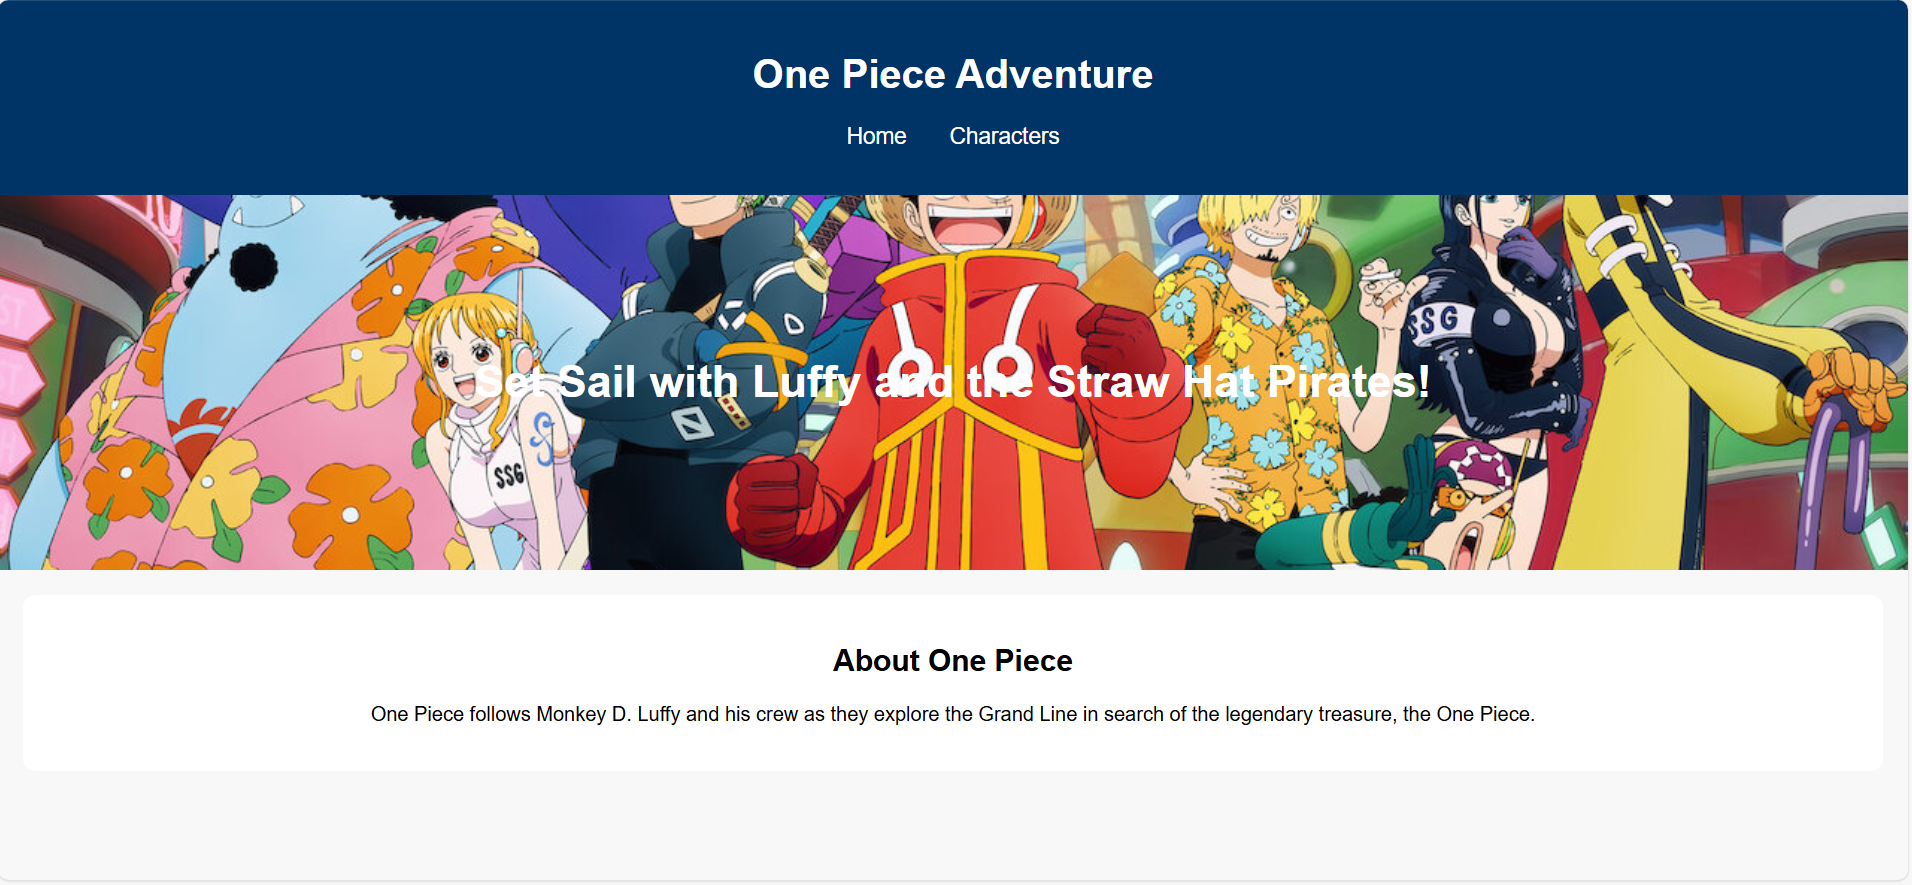 One Piece Adventure
Home Characters
SSG
Set Sail with Luffy and the Straw Hat Pirates!
SSG
About One Piece
One Piece follows Monkey D. Luffy and his crew as they explore the Grand Line in search of the legendary treasure, the One Piece.